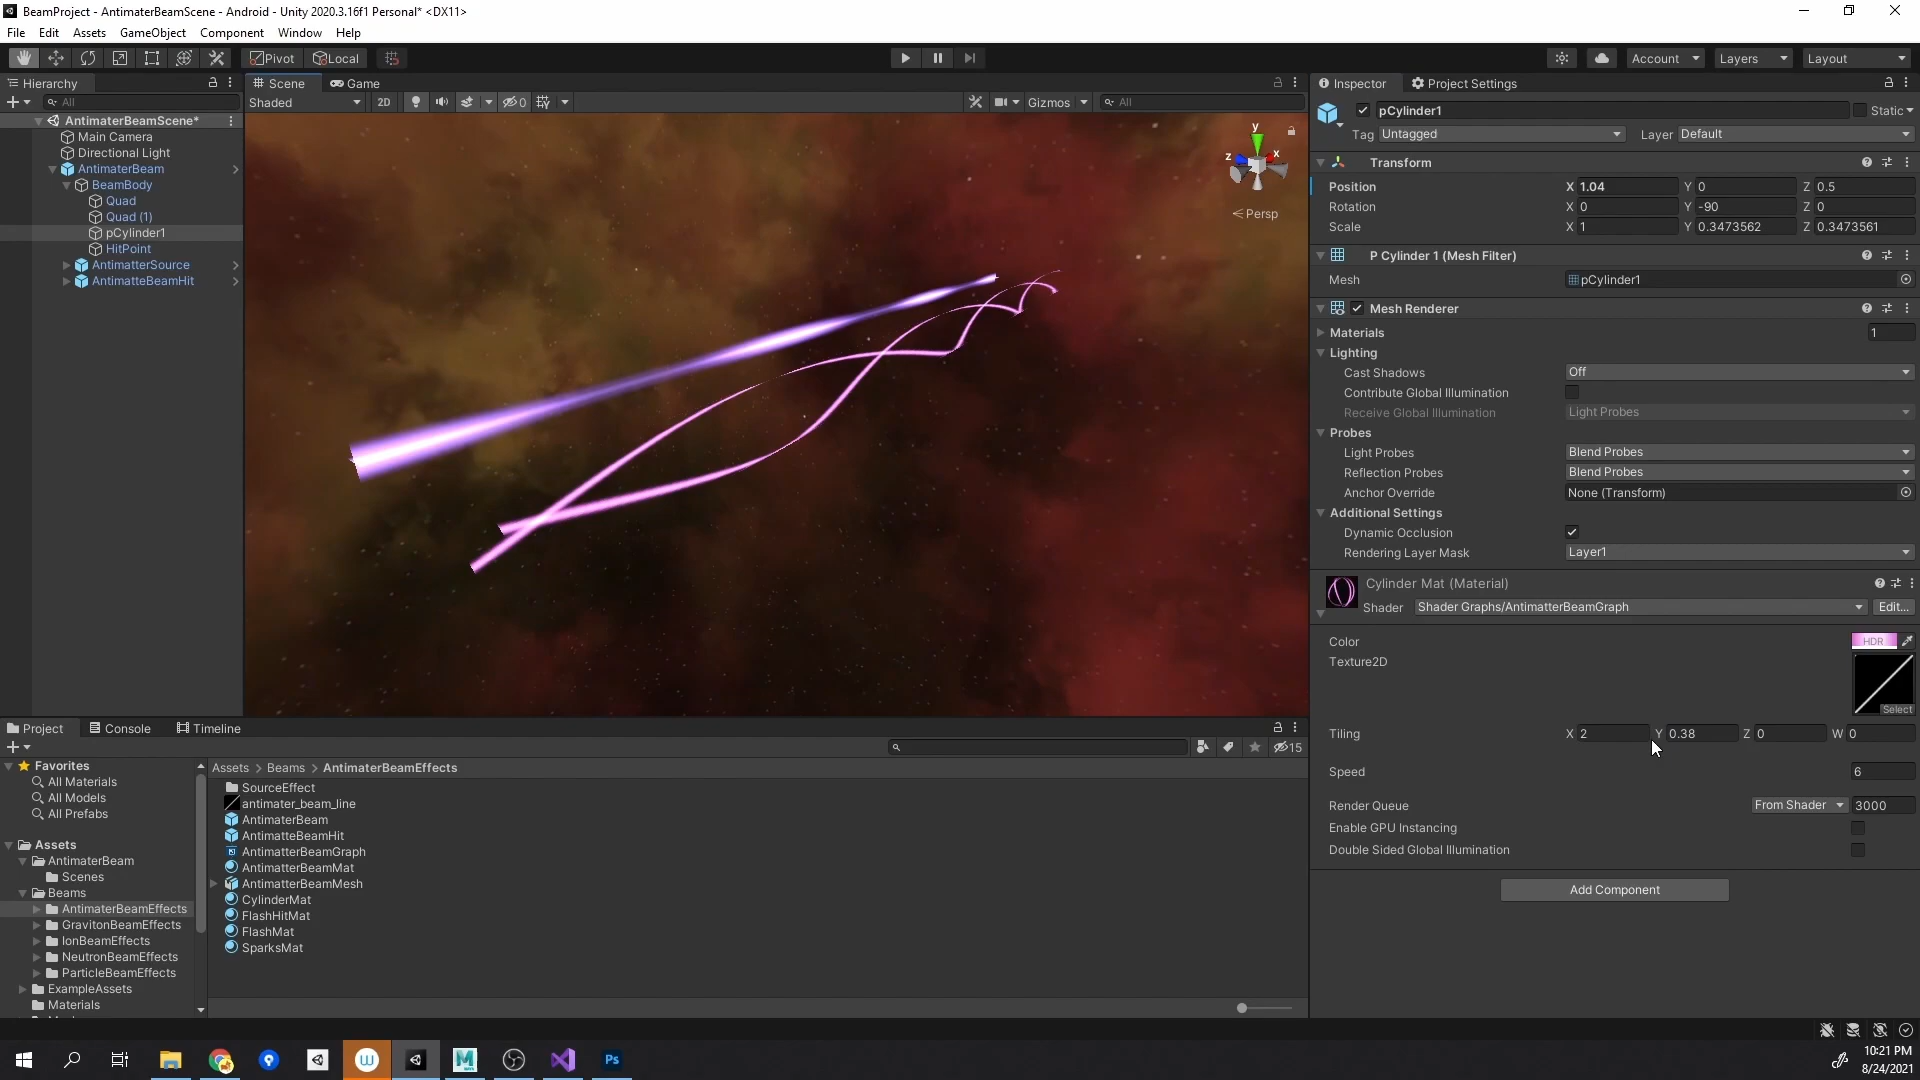 BeamProject - AntimaterBeamScene - Android - Unity 2020.3.16f1 Personal* <DX11>
File Edit Assets GameObject Component Window Help
Pivot Local Account Layers Layout
Hierarchy
All
AntimaterBeamScene*
Main Camera
Directional Light
AntimaterBeam
BeamBody
Quad
Quad (1)
pCylinder1
HitPoint
AntimatterSource
AntimatteBeamHit
Scene Game
Shaded 2D 0 Gizmos All
y
z x
Persp
Inspector Project Settings
pCylinder1 Static
Tag Untagged Layer Default
Transform
Position X 1.04 Y 0 Z 0.5
Rotation X 0 Y -90 Z 0
Scale X 1 Y 0.3473562 Z 0.3473561
P Cylinder 1 (Mesh Filter)
Mesh pCylinder1
Mesh Renderer
Materials 1
Lighting
Cast Shadows Off
Contribute Global Illumination
Receive Global Illumination Light Probes
Probes
Light Probes Blend Probes
Reflection Probes Blend Probes
Anchor Override None (Transform)
Additional Settings
Dynamic Occlusion
Rendering Layer Mask Layer1
Cylinder Mat (Material)
Shader Shader Graphs/AntimatterBeamGraph Edit...
Color HDR
Texture2D
Select
Tiling X 2 Y 0.38 Z 0 W 0
Speed 6
Render Queue From Shader 3000
Enable GPU Instancing
Double Sided Global Illumination
Add Component
Project Console Timeline
15
Favorites
All Materials
All Models
All Prefabs
Assets
AntimaterBeam
Scenes
Beams
AntimaterBeamEffects
GravitonBeamEffects
IonBeamEffects
NeutronBeamEffects
ParticleBeamEffects
ExampleAssets
Materials
Assets > Beams > AntimaterBeamEffects
SourceEffect
antimater_beam_line
AntimaterBeam
AntimatteBeamHit
AntimatterBeamGraph
AntimatterBeamMat
AntimatterBeamMesh
CylinderMat
FlashHitMat
FlashMat
SparksMat
Ps
10:21 PM
8/24/2021